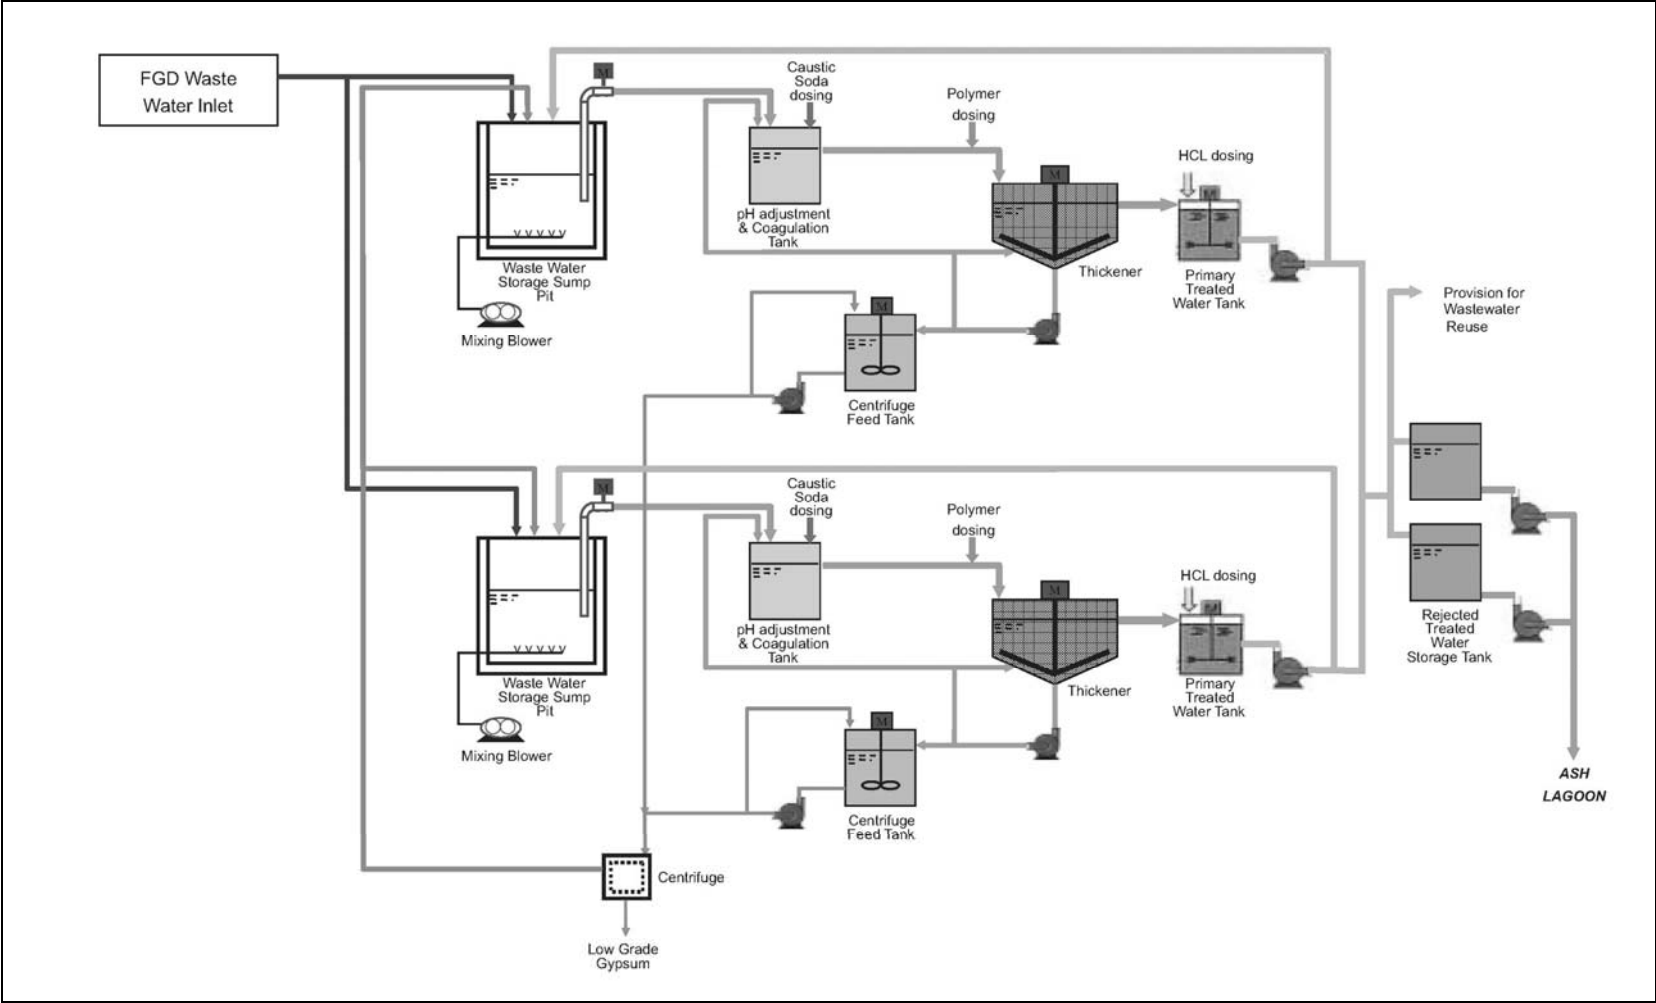 FGD Waste
Water Inlet
M
Caustic
Soda
dosing
Polymer
dosing
HCL dosing
M
M
pH adjustment
& Coagulation
Tank
Waste Water
Storage Sump
Pit
Thickener
Primary
Treated
Water Tank
Provision for
Wastewater
Reuse
M
Mixing Blower
Centrifuge
Feed Tank
M
Caustic
Soda
dosing
Polymer
dosing
HCL dosing
M
M
pH adjustment
& Coagulation
Tank
Rejected
Treated
Water
Storage Tank
Waste Water
Storage Sump
Pit
Thickener
Primary
Treated
Water Tank
M
Mixing Blower
ASH
LAGOON
Centrifuge
Feed Tank
Centrifuge
Low Grade
Gypsum